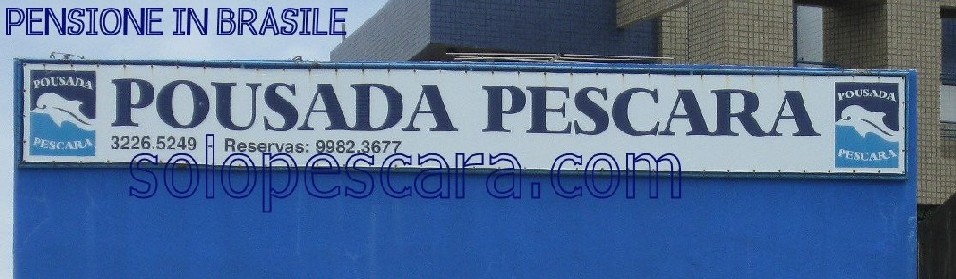 PENSIONE IN BRASILE
POUSADA
PESCARA
POUSADA PESCARA
3226.5249 Reservas: 9982.3677
POUSADA
PESCARA
solopescara.com